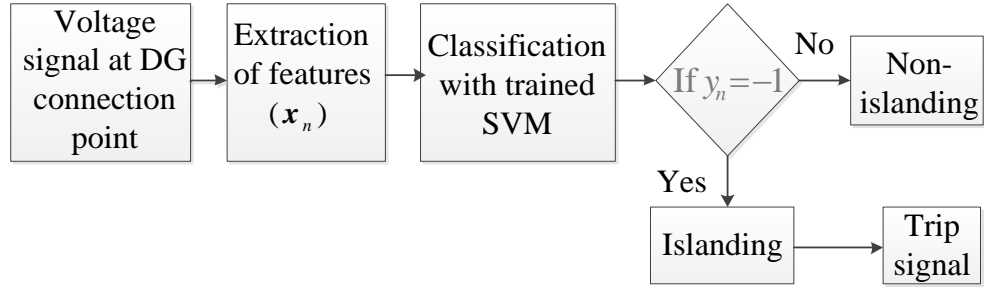 Voltage
signal at DG
connection
point
Extraction
of features
(xₙ)
Classification
with trained
SVM
If yₙ=−1
No
Non-
islanding
Yes
Islanding
Trip
signal